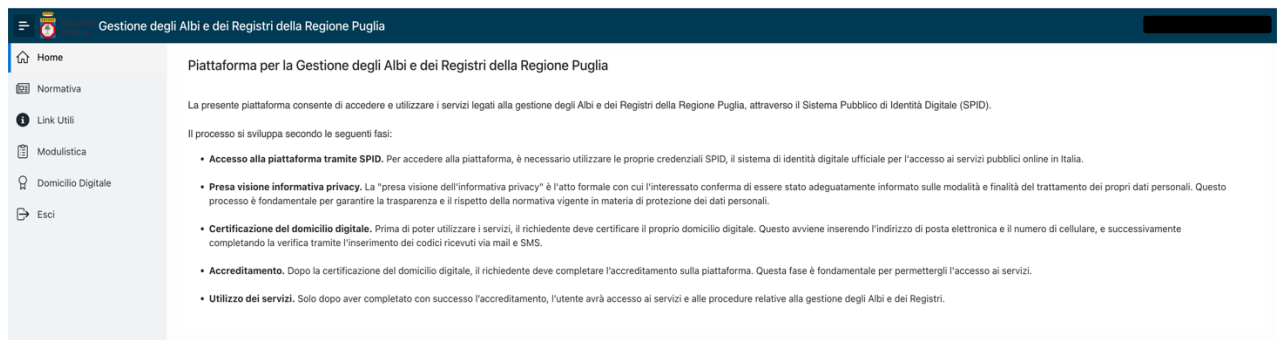 Gestione degli Albi e dei Registri della Regione Puglia
Home
Normativa
Link Utili
Modulistica
Domicilio Digitale
Esci
Piattaforma per la Gestione degli Albi e dei Registri della Regione Puglia
La presente piattaforma consente di accedere e utilizzare i servizi legati alla gestione degli Albi e dei Registri della Regione Puglia, attraverso il Sistema Pubblico di Identità Digitale (SPID).
Il processo si sviluppa secondo le seguenti fasi:
• Accesso alla piattaforma tramite SPID. Per accedere alla piattaforma, è necessario utilizzare le proprie credenziali SPID, il sistema di identità digitale ufficiale per l'accesso ai servizi pubblici online in Italia.
• Presa visione informativa privacy. La "presa visione dell'informativa privacy" è l'atto formale con cui l'interessato conferma di essere stato adeguatamente informato sulle modalità e finalità del trattamento dei propri dati personali. Questo
processo è fondamentale per garantire la trasparenza e il rispetto della normativa vigente in materia di protezione dei dati personali.
• Certificazione del domicilio digitale. Prima di poter utilizzare i servizi, il richiedente deve certificare il proprio domicilio digitale. Questo avviene inserendo l'indirizzo di posta elettronica e il numero di cellulare, e successivamente
completando la verifica tramite l'inserimento dei codici ricevuti via mail e SMS.
• Accreditamento. Dopo la certificazione del domicilio digitale, il richiedente deve completare l'accreditamento sulla piattaforma. Questa fase è fondamentale per permettergli l'accesso ai servizi.
• Utilizzo dei servizi. Solo dopo aver completato con successo l'accreditamento, l'utente avrà accesso ai servizi e alle procedure relative alla gestione degli Albi e dei Registri.